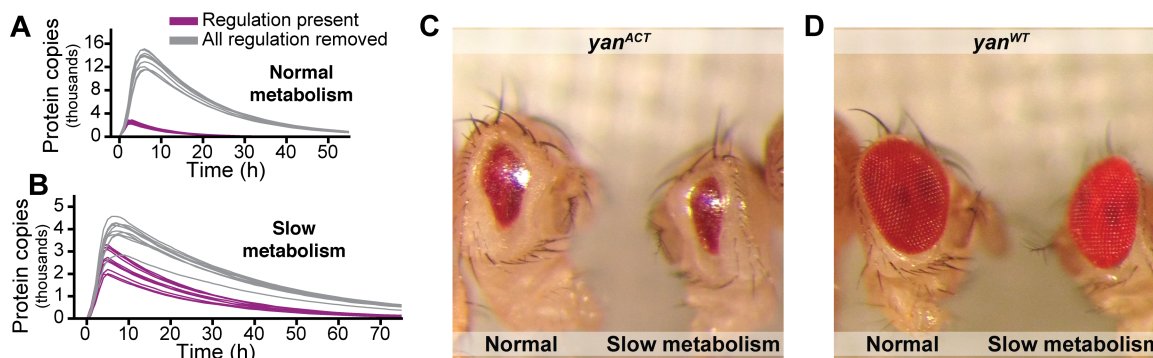 A
Regulation present
All regulation removed
Protein copies
(thousands)
16
12
8
4
0
Normal
metabolism
0 10 20 30 40 50
Time (h)
B
Protein copies
(thousands)
5
4
3
2
1
0
Slow
metabolism
0 10 20 30 40 50 60 70
Time (h)
C
yanACT
Normal Slow metabolism
D
yanWT
Normal Slow metabolism